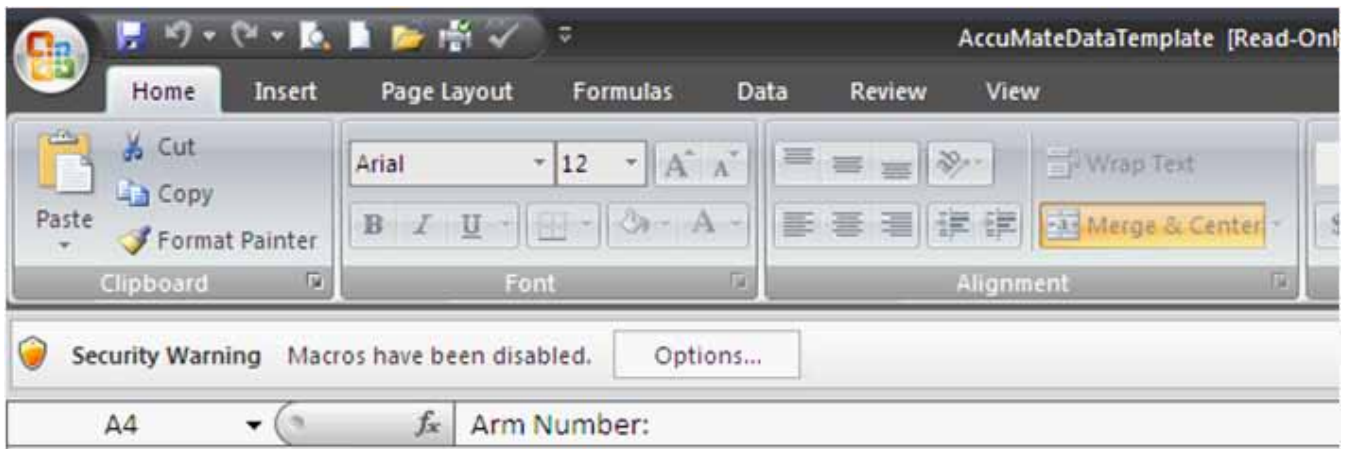 AccuMateDataTemplate [Read-Onl
Home Insert Page Layout Formulas Data Review View
Cut
Copy
Paste
Format Painter
Arial 12 A A Wrap Text
B I U A Merge & Center
Clipboard Font Alignment
Security Warning Macros have been disabled. Options...
A4 fx Arm Number: